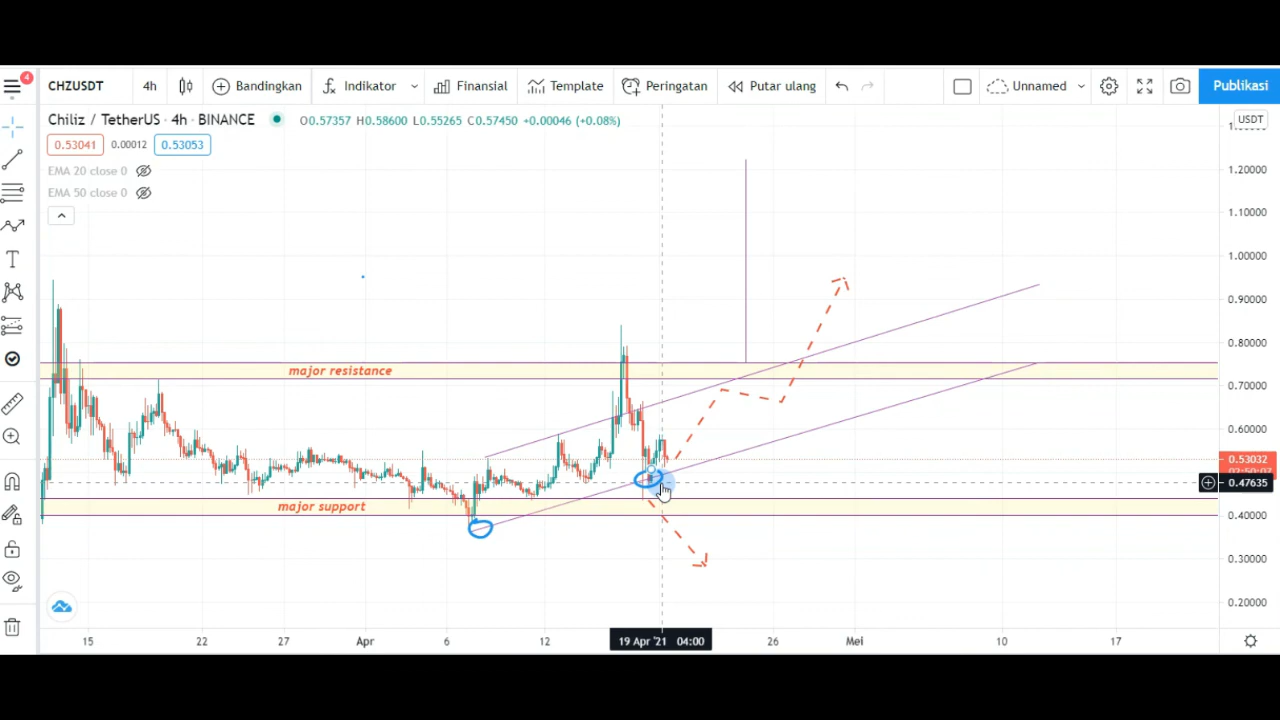 4
CHZUSDT
4h
Bandingkan
Indikator
Finansial
Template
Peringatan
Putar ulang
Unnamed
Publikasi
Chiliz / TetherUS · 4h · BINANCE
O0.57357 H0.58600 L0.55265 C0.57450 +0.00046 (+0.08%)
USDT
0.53041
0.00012
0.53053
EMA 20 close 0
EMA 50 close 0
1.20000
1.10000
1.00000
0.90000
0.80000
major resistance
0.70000
0.60000
0.53032
0.47635
major support
0.40000
0.30000
0.20000
15
22
27
Apr
6
12
19 Apr '21 04:00
26
Mei
10
17